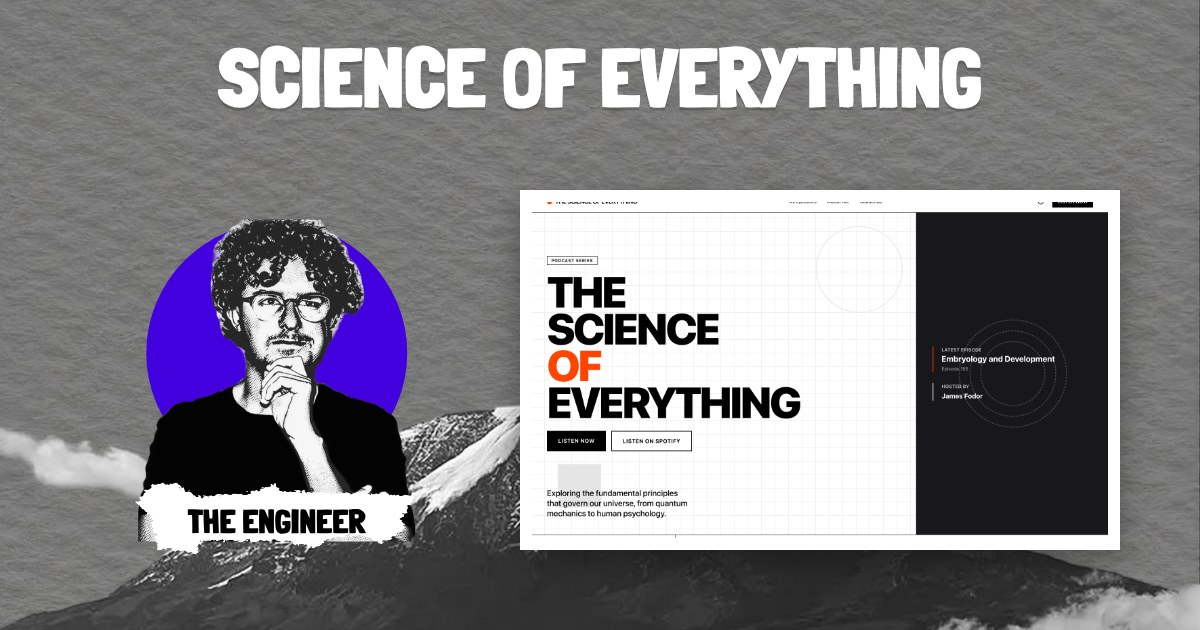 SCIENCE OF EVERYTHING
THE ENGINEER
PODCAST SERIES
THE
SCIENCE
OF
EVERYTHING
LISTEN NOW
LISTEN ON SPOTIFY
Exploring the fundamental principles
that govern our universe, from quantum
mechanics to human psychology.
LATEST EPISODE
Embryology and Development
HOSTED BY
James Fodor